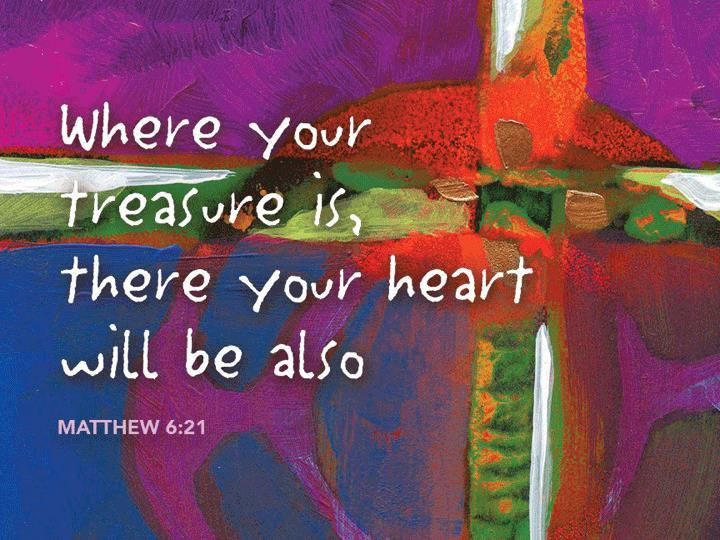 Where your
treasure is,
there your heart
will be also
MATTHEW 6:21